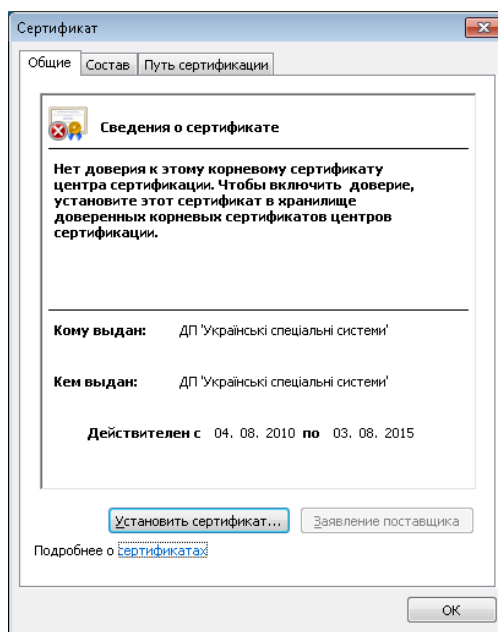 Сертификат
Общие Состав Путь сертификации
Сведения о сертификате
Нет доверия к этому корневому сертификату
центра сертификации. Чтобы включить доверие,
установите этот сертификат в хранилище
доверенных корневых сертификатов центров
сертификации.
Кому выдан: ДП 'Українські спеціальні системи'
Кем выдан: ДП 'Українські спеціальні системи'
Действителен с 04. 08. 2010 по 03. 08. 2015
Установить сертификат... Заявление поставщика
Подробнее о сертификатах
ОК